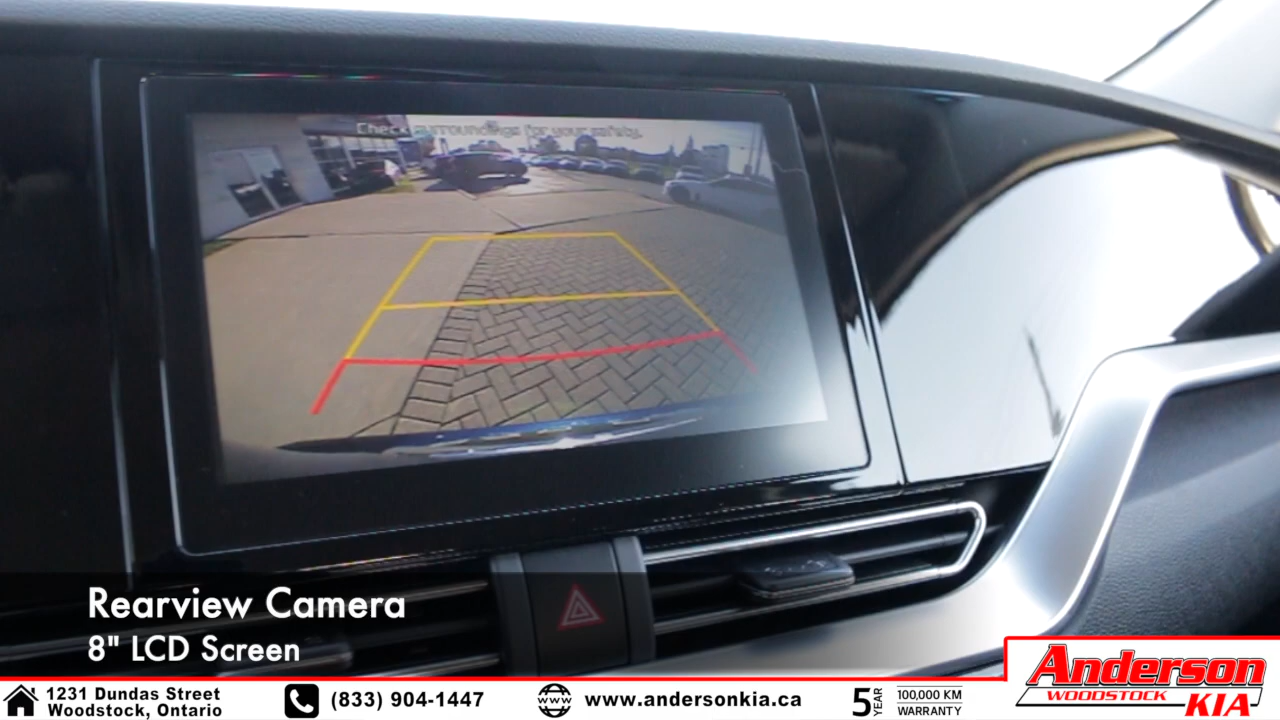 Check surroundings for your safety.
Rearview Camera
8" LCD Screen
1231 Dundas Street
Woodstock, Ontario
(833) 904-1447
www
www.andersonkia.ca
5 YEAR
100,000 KM
WARRANTY
Anderson
WOODSTOCK
KIA